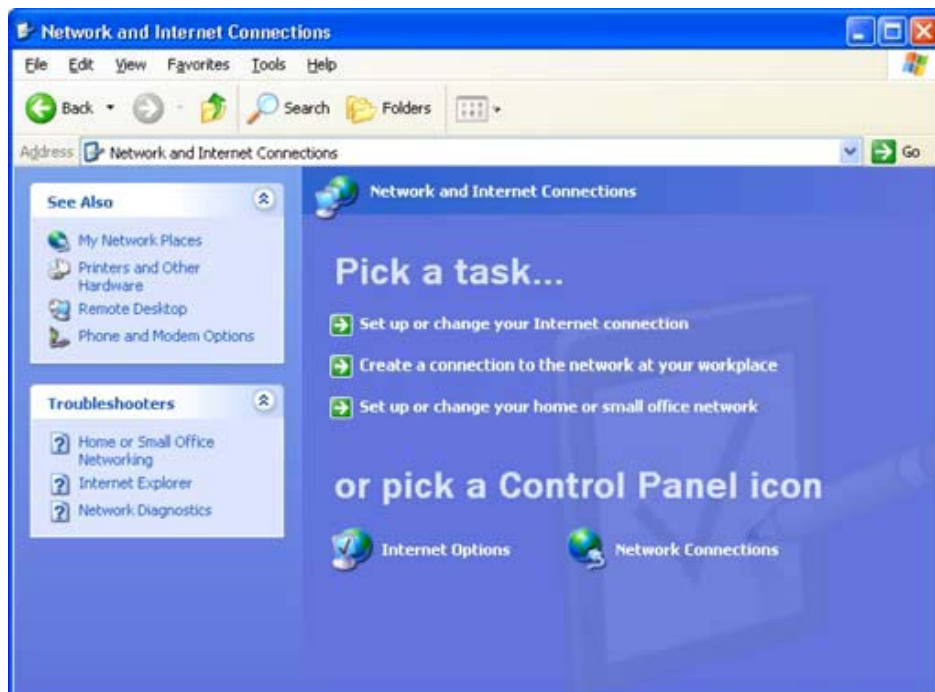 Network and Internet Connections
File Edit View Favorites Tools Help
Back Search Folders
Address Network and Internet Connections Go
See Also
My Network Places
Printers and Other
Hardware
Remote Desktop
Phone and Modem Options
Troubleshooters
Home or Small Office
Networking
Internet Explorer
Network Diagnostics
Network and Internet Connections
Pick a task...
Set up or change your Internet connection
Create a connection to the network at your workplace
Set up or change your home or small office network
or pick a Control Panel icon
Internet Options Network Connections